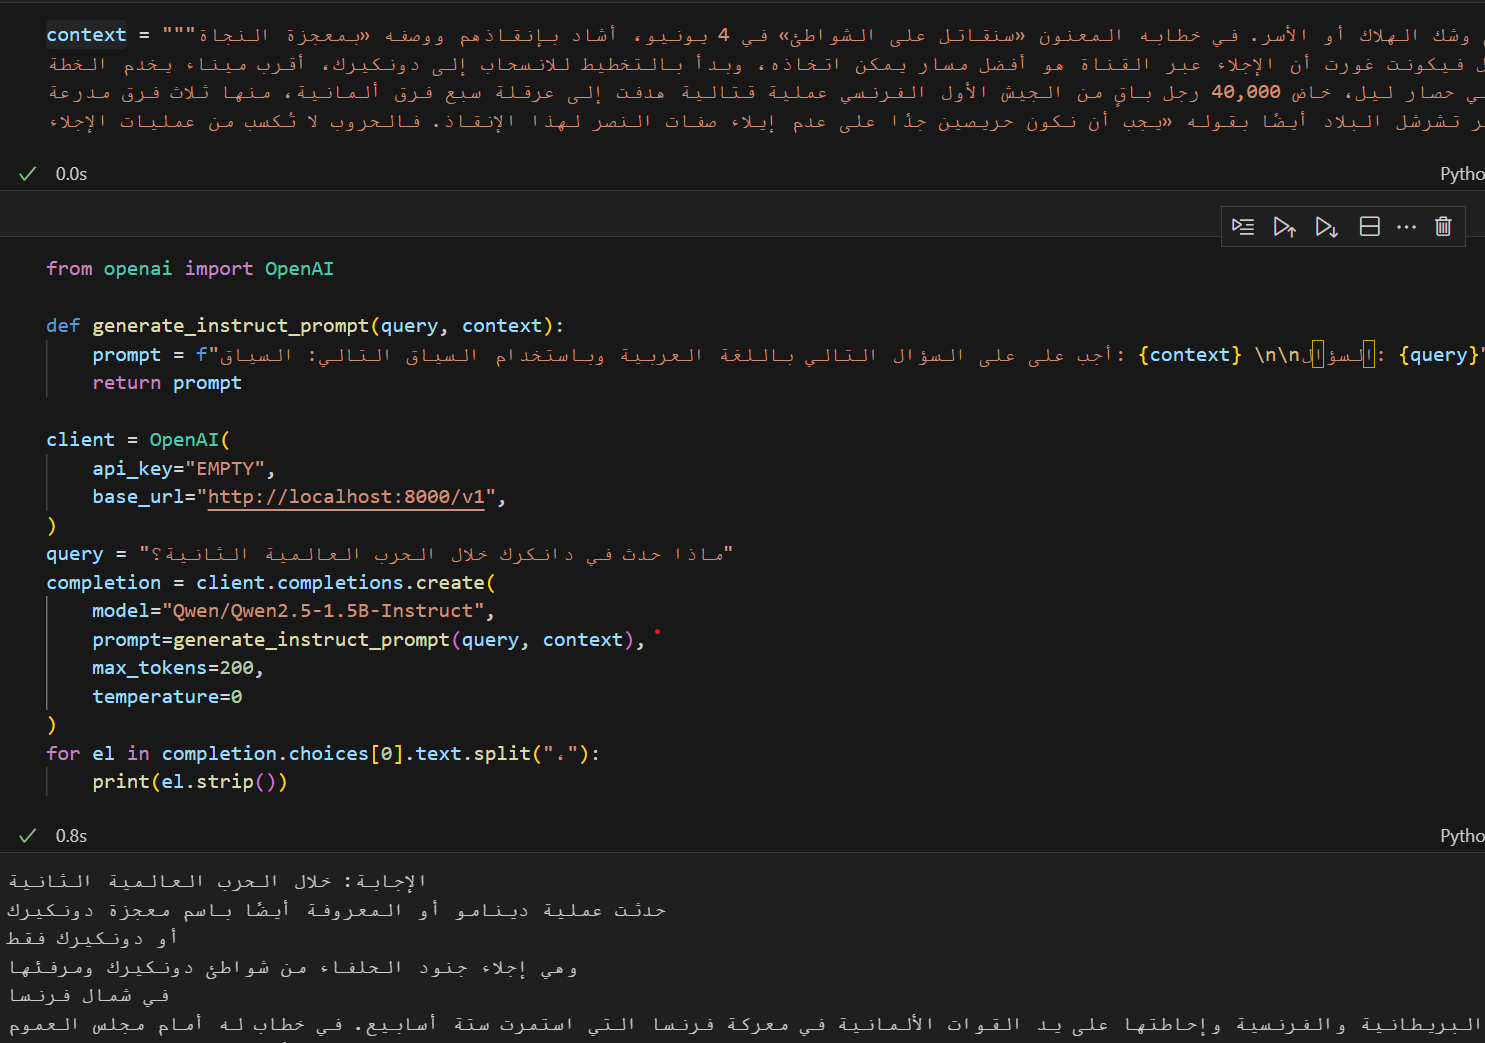 context = """وشك الهلاك أو الأسر. في خطابه المعنون «سنقاتل على الشواطئ» في 4 يونيو، أشاد بإنقاذهم ووصفه «بمعجزة النجاة
فيكونت غورت أن الإجلاء عبر القناة هو أفضل مسار يمكن اتخاذه، وبدأ بالتخطيط للانسحاب إلى دونكيرك، أقرب ميناء يخدم الخطة
حصار ليل، خاض 40,000 رجل باقٍ من الجيش الأول الفرنسي عملية قتالية هدفت إلى عرقلة سبع فرق ألمانية، منها ثلاث فرق مدرعة
تشرشل البلاد أيضًا بقوله «يجب أن نكون حريصين جدًا على عدم إيلاء صفات النصر لهذا الإنقاذ. فالحروب لا تُكسب من عمليات الإجلاء
0.0s
Pytho
from openai import OpenAI
def generate_instruct_prompt(query, context):
prompt = f"أجب على على السؤال التالي باللغة العربية وباستخدام السياق التالي: السياق: {context} \n\nالسؤال: {query}"
return prompt
client = OpenAI(
api_key="EMPTY",
base_url="http://localhost:8000/v1",
)
query = "ماذا حدث في دانكرك خلال الحرب العالمية الثانية؟"
completion = client.completions.create(
model="Qwen/Qwen2.5-1.5B-Instruct",
prompt=generate_instruct_prompt(query, context),
max_tokens=200,
temperature=0
)
for el in completion.choices[0].text.split("،"):
print(el.strip())
0.8s
Pytho
الإجابة: خلال الحرب العالمية الثانية
حدثت عملية دينامو أو المعروفة أيضًا باسم معجزة دونكيرك
أو دونكيرك فقط
وهي إجلاء جنود الحلفاء من شواطئ دونكيرك ومرفئها
في شمال فرنسا
البريطانية والفرنسية وإحاطتها على يد القوات الألمانية في معركة فرنسا التي استمرت ستة أسابيع. في خطاب له أمام مجلس العموم